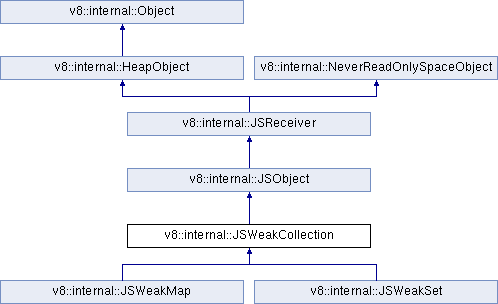 v8::internal::Object
v8::internal::HeapObject
v8::internal::NeverReadOnlySpaceObject
v8::internal::JSReceiver
v8::internal::JSObject
v8::internal::JSWeakCollection
v8::internal::JSWeakMap
v8::internal::JSWeakSet